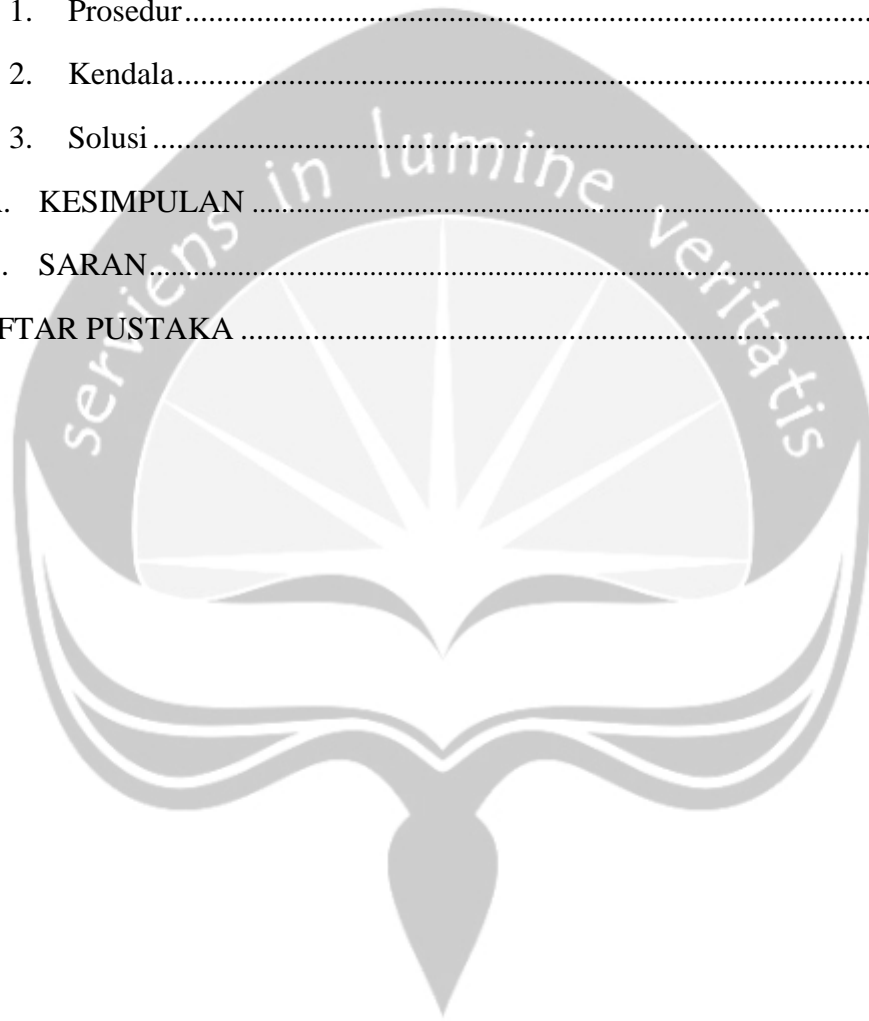 1. Prosedur......................................................................................
2. Kendala.......................................................................................
3. Solusi..........................................................................................
. KESIMPULAN..............................................................................
. SARAN.........................................................................................
FTAR PUSTAKA..............................................................................
serviens in lumine veritatis